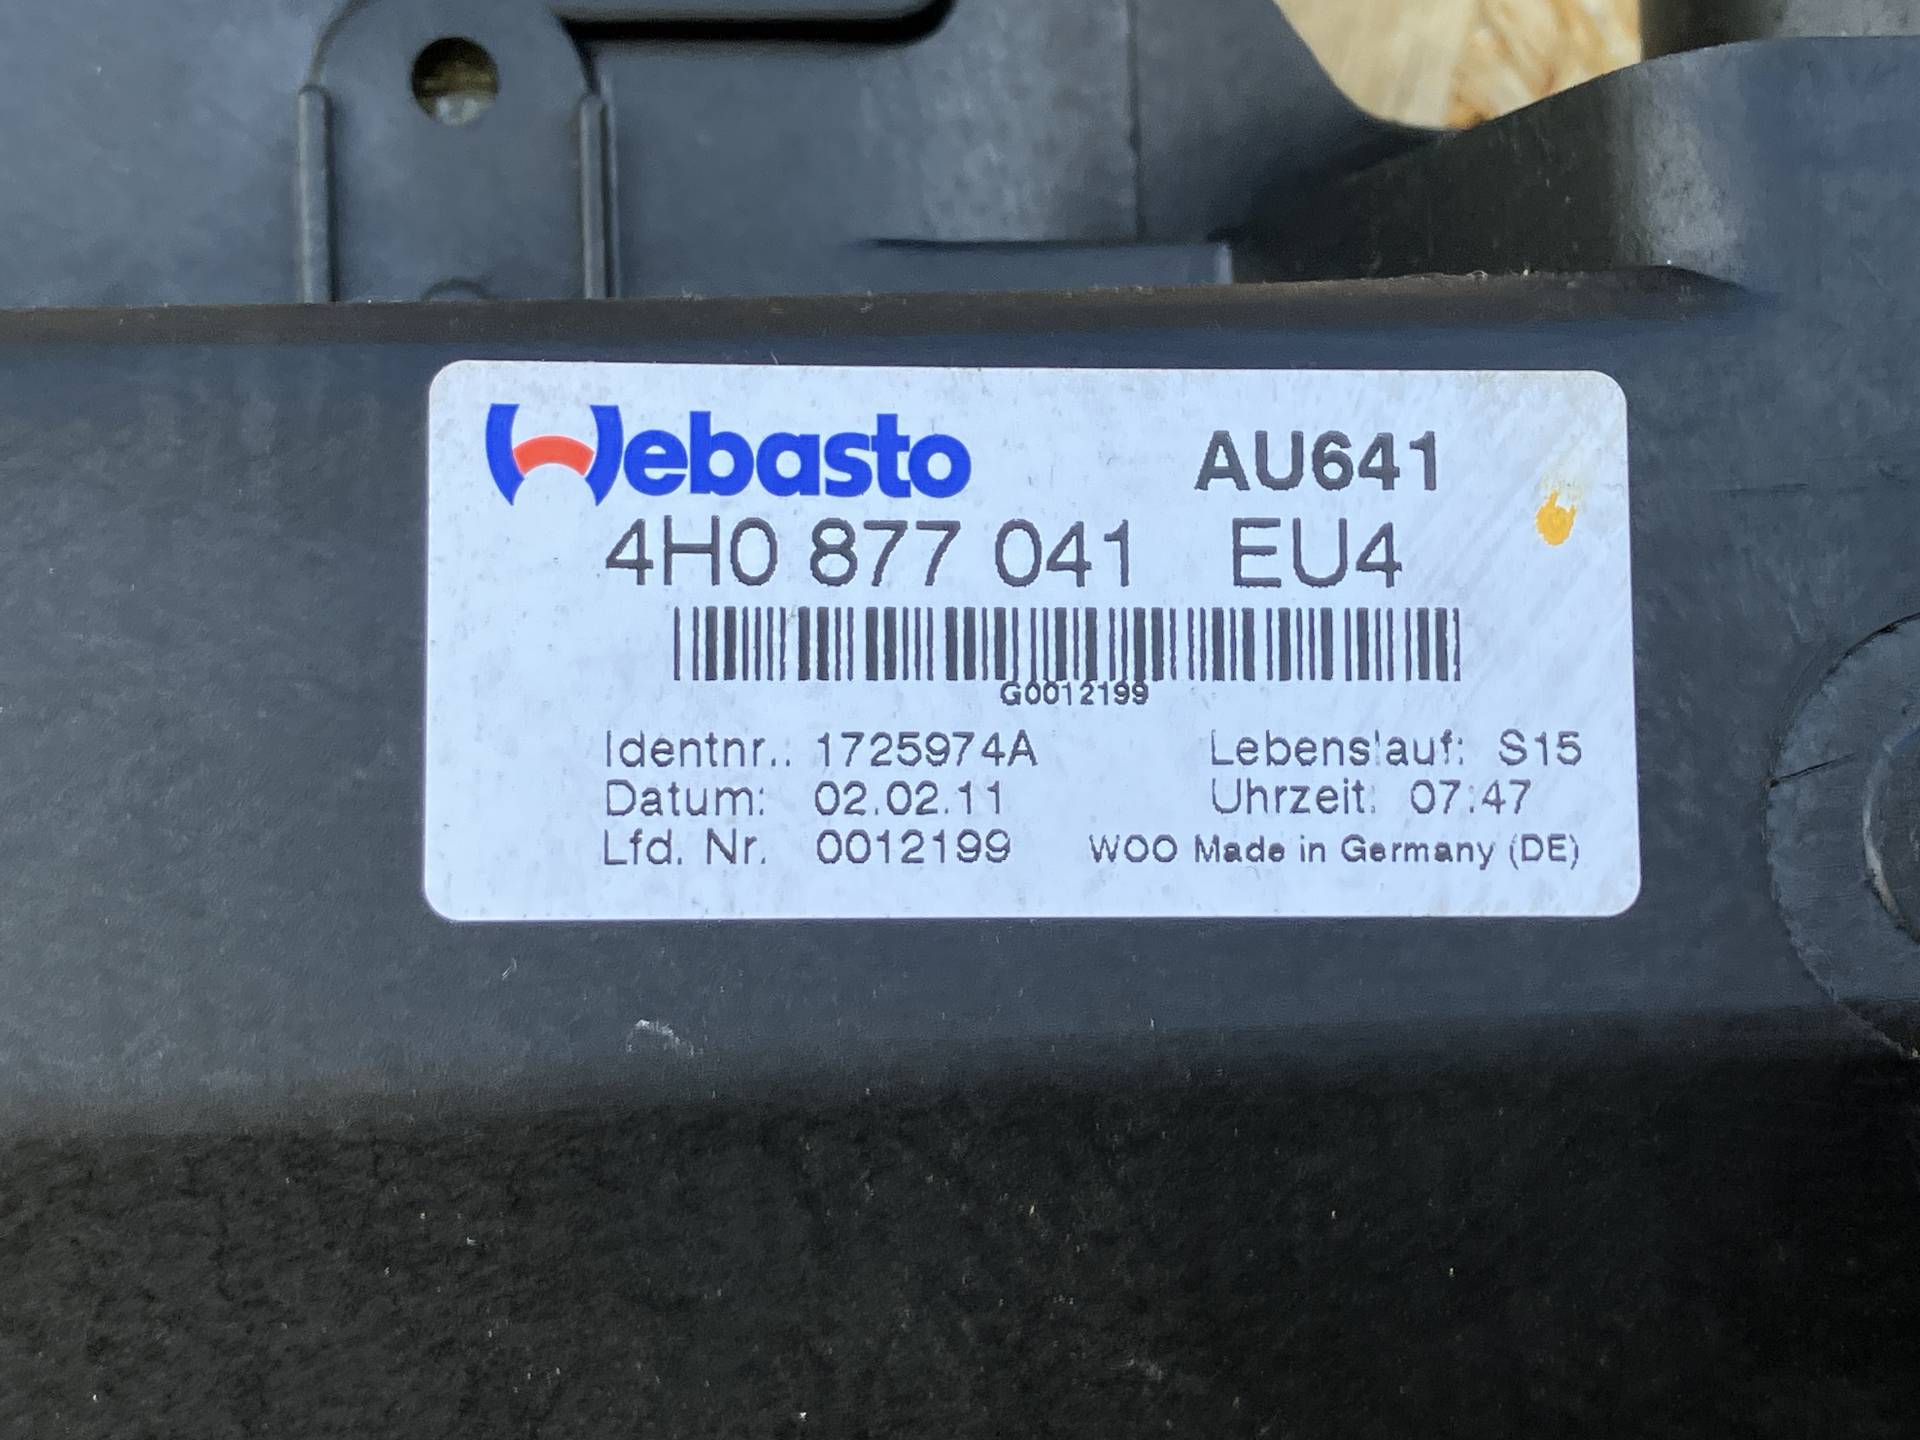 Webasto AU641
4H0 877 041 EU4
G0012199
Identnr.: 1725974A Lebenslauf: S15
Datum: 02.02.11 Uhrzeit: 07:47
Lfd. Nr. 0012199 WOO Made in Germany (DE)